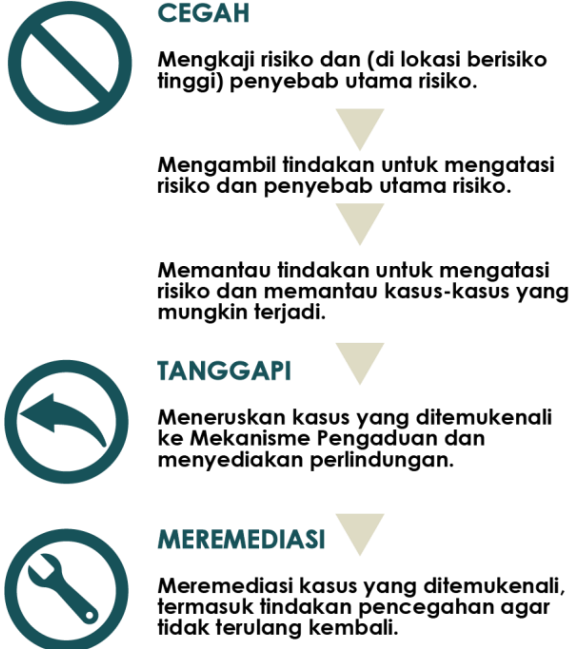 CEGAH
Mengkaji risiko dan (di lokasi berisiko
tinggi) penyebab utama risiko.
Mengambil tindakan untuk mengatasi
risiko dan penyebab utama risiko.
Memantau tindakan untuk mengatasi
risiko dan memantau kasus-kasus yang
mungkin terjadi.
TANGGAPI
Meneruskan kasus yang ditemukenali
ke Mekanisme Pengaduan dan
menyediakan perlindungan.
MEREMEDIASI
Meremediasi kasus yang ditemukenali,
termasuk tindakan pencegahan agar
tidak terulang kembali.